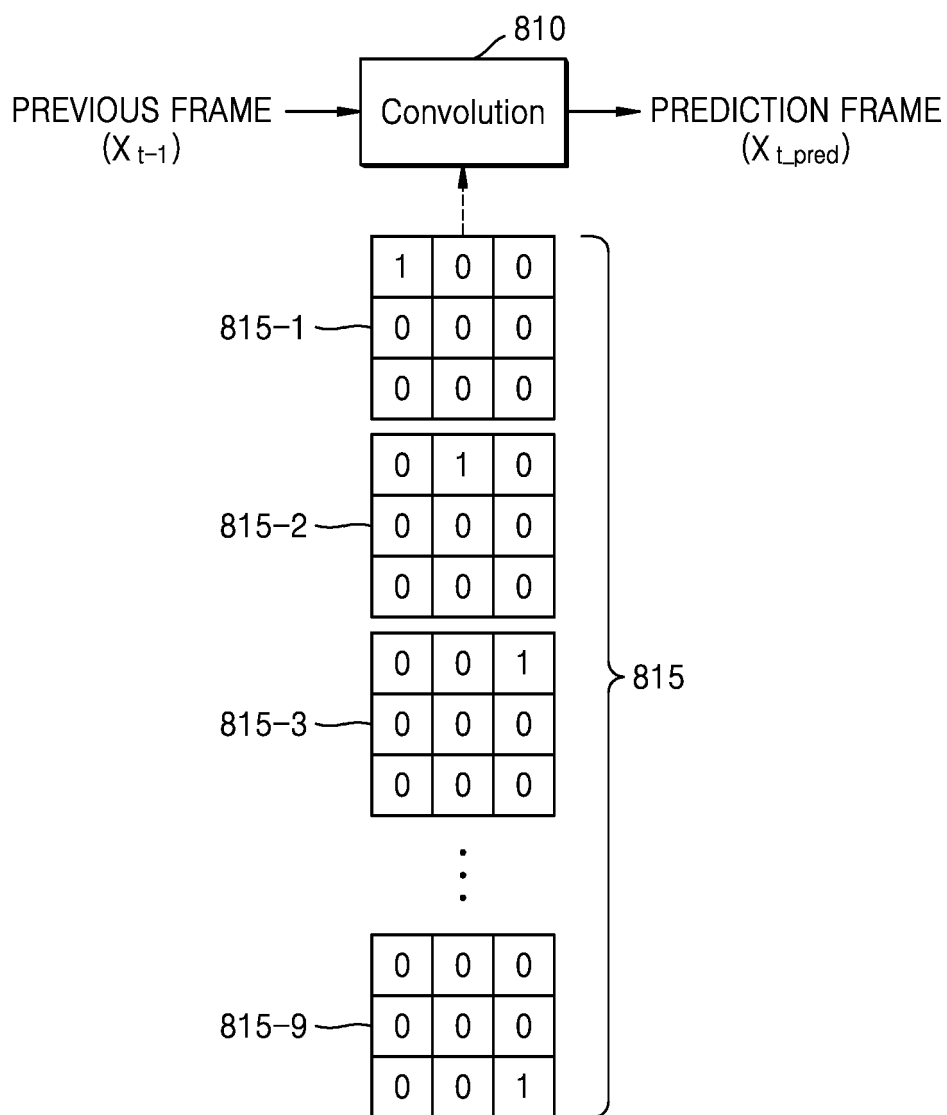 810
PREVIOUS FRAME
(X t-1)
Convolution
PREDICTION FRAME
(X t_pred)
1 0 0
815-1
0 0 0
0 0 0
0 1 0
815-2
0 0 0
0 0 0
0 0 1
815-3
0 0 0
0 0 0
815
0 0 0
815-9
0 0 0
0 0 1